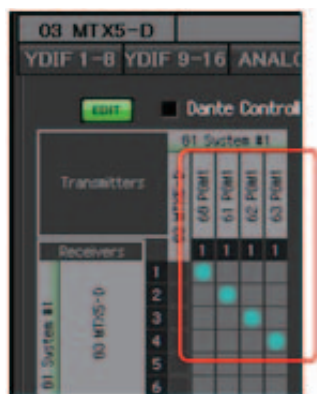 03 MTX5-D
YDIF 1-8 YDIF 9-16
EDIT Dante Control
01 System #1
Transmitters
03 MTX5-D
60 PGM1
61 PGM1
62 PGM1
63 PGM1
Receivers
1 1 1 1
01 System #1
03 MTX5-D
1
2
3
4
5
6